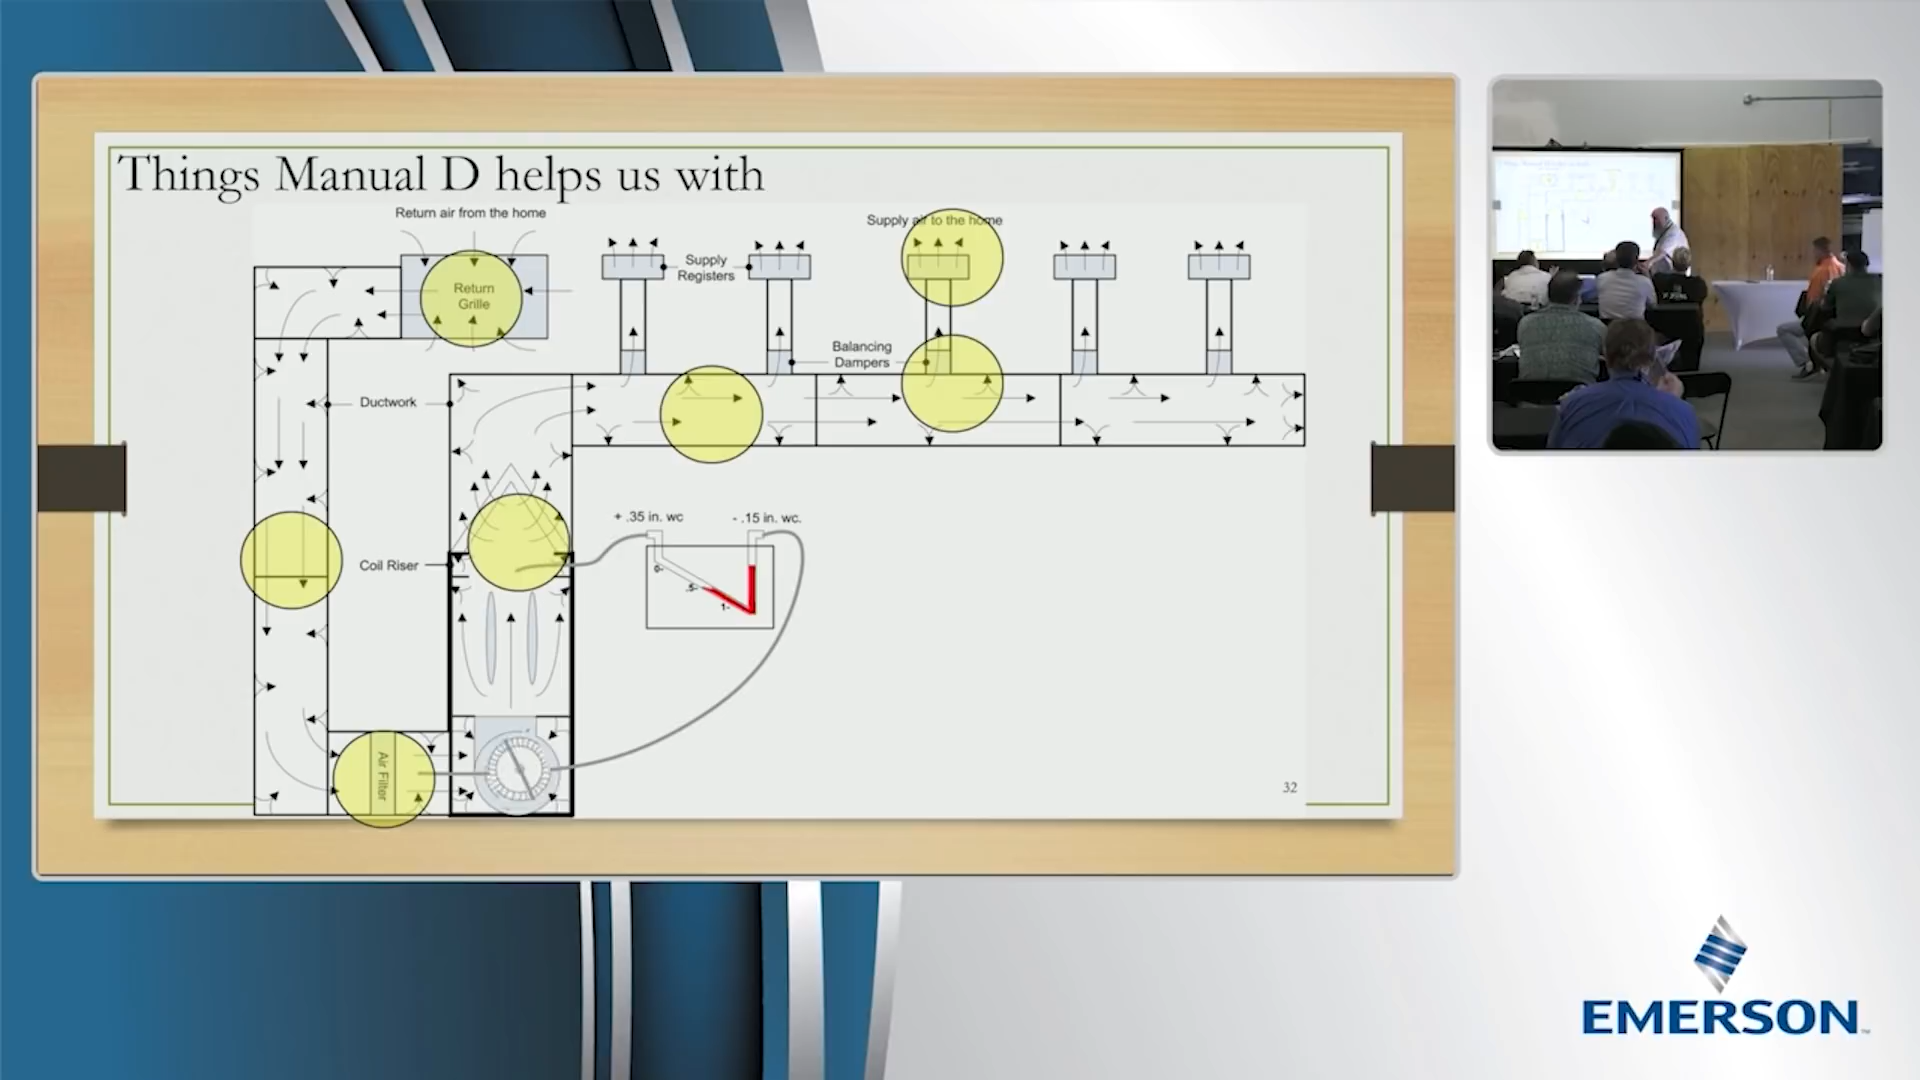 Things Manual D helps us with
Return air from the home
Supply air to the home
Return
Grille
Supply
Registers
Balancing
Dampers
Ductwork
+ .35 in. wc
- .15 in. wc.
Coil Riser
0-
.5-
1-
Air Filter
32
EMERSON